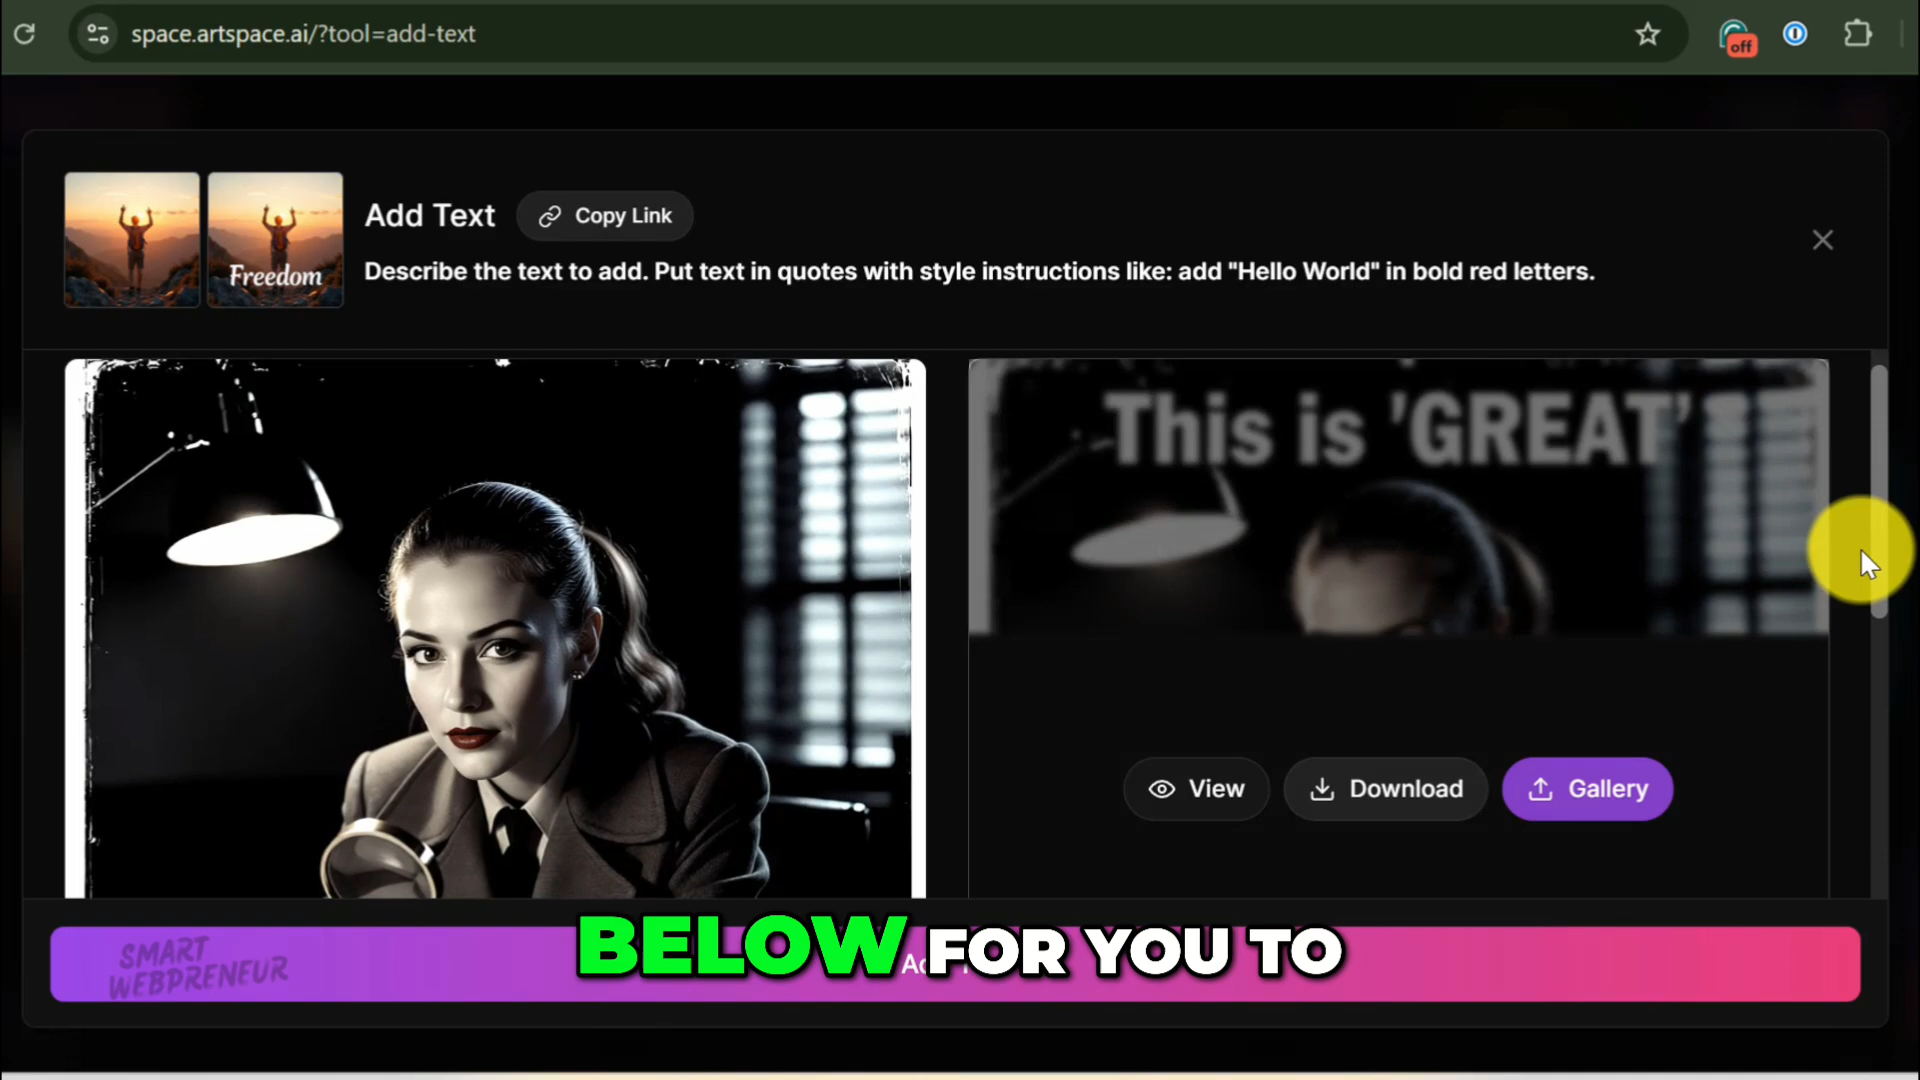 space.artspace.ai/?tool=add-text
off
Add Text
Copy Link
Freedom
Describe the text to add. Put text in quotes with style instructions like: add "Hello World" in bold red letters.
This is 'GREAT'
View
Download
Gallery
SMART
WEBPRENEUR
BELOW FOR YOU TO